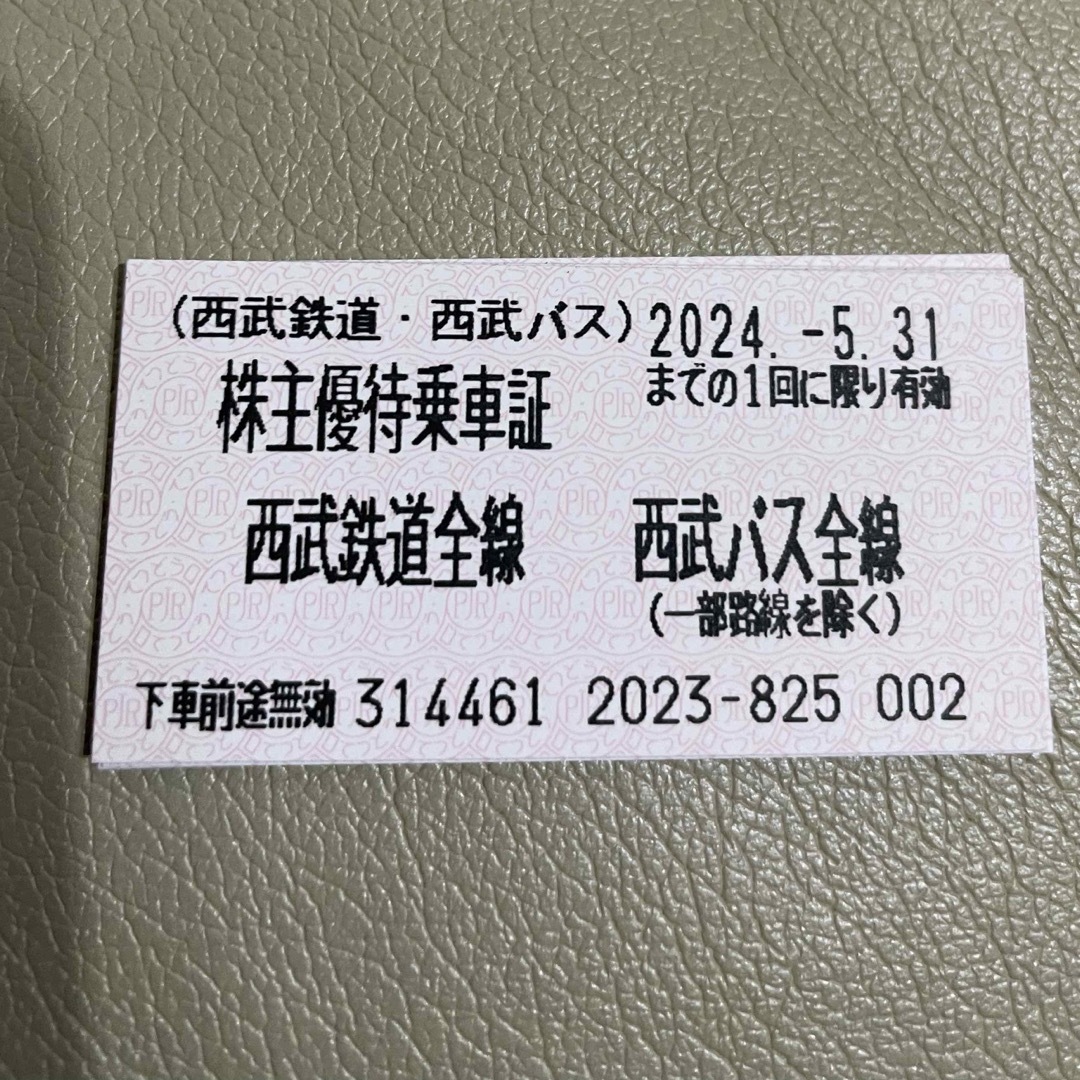 (西武鉄道・西武バス) 2024.-5.31
株主優待乗車証 までの1回に限り有効
西武鉄道全線 西武バス全線
(一部路線を除く)
下車前途無効 314461 2023-825 002